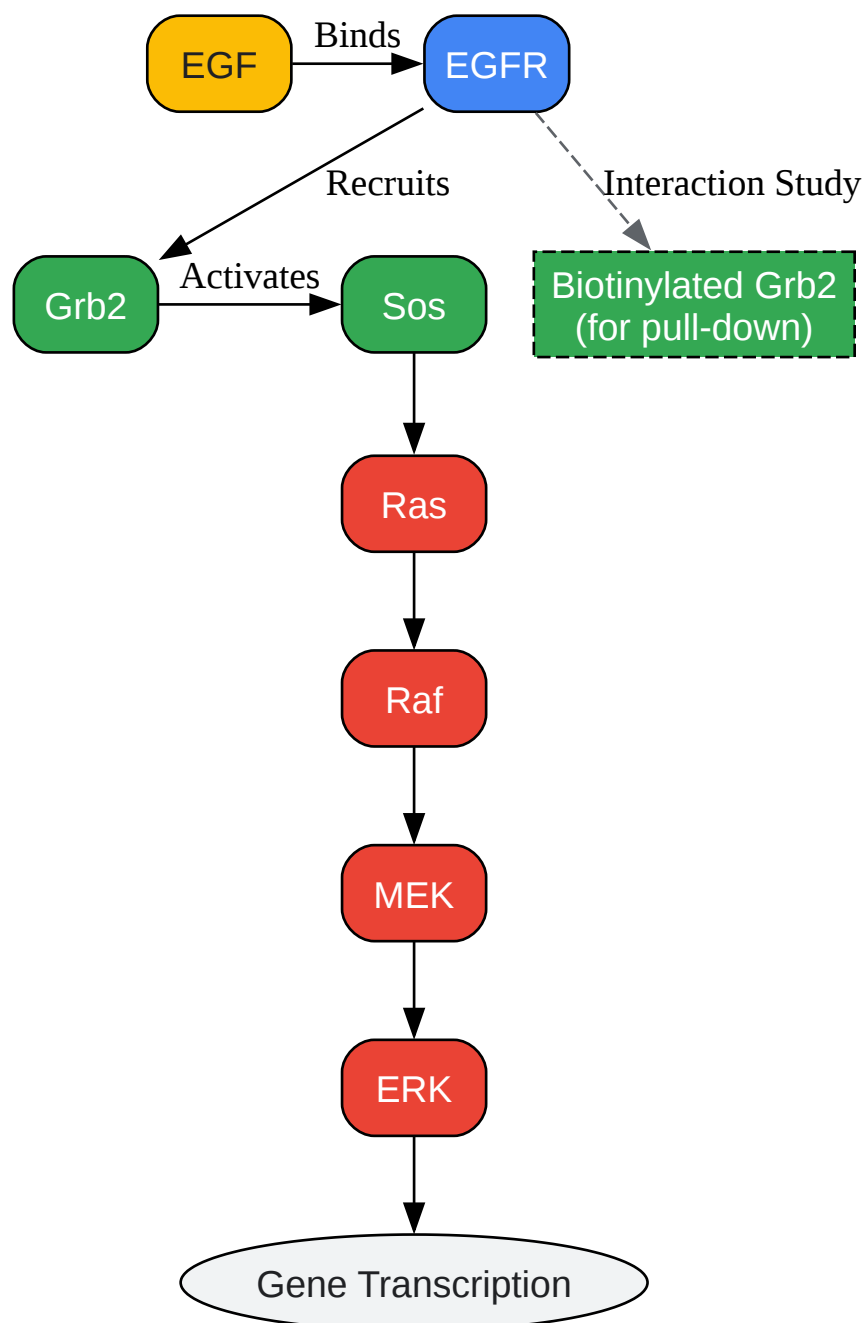 EGF
Binds
EGFR
Recruits
Interaction Study
Grb2
Activates
Sos
Biotinylated Grb2
(for pull-down)
Ras
Raf
MEK
ERK
Gene Transcription